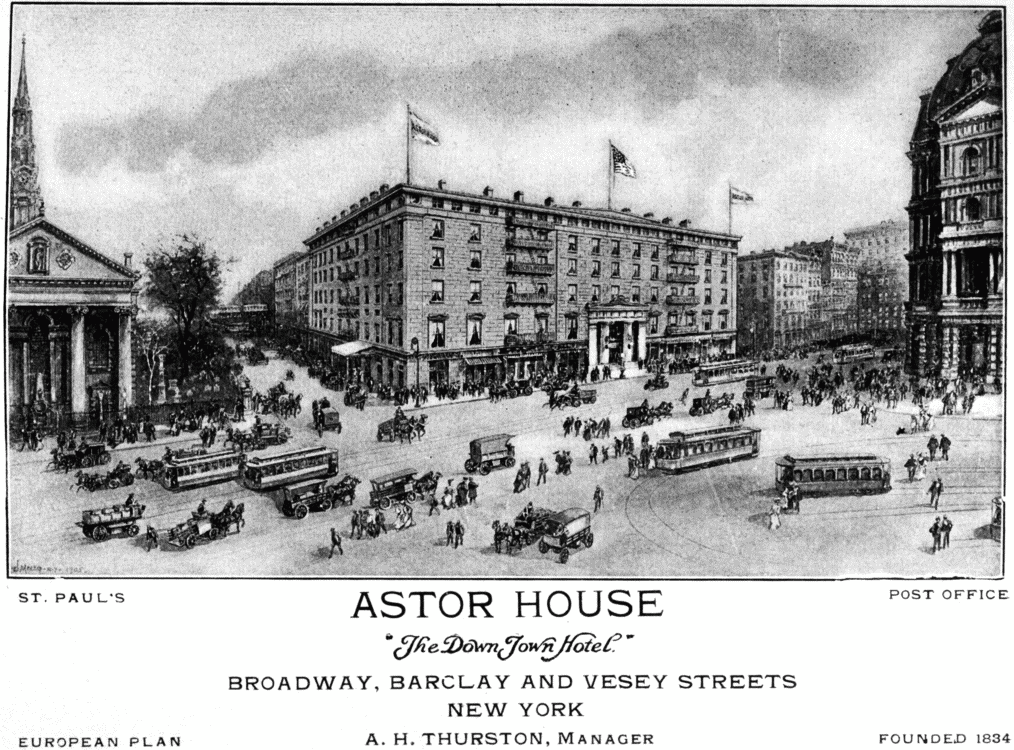 ST. PAUL'S
POST OFFICE
ASTOR HOUSE
"The Down Town Hotel."
BROADWAY, BARCLAY AND VESEY STREETS
NEW YORK
EUROPEAN PLAN
A. H. THURSTON, MANAGER
FOUNDED 1834